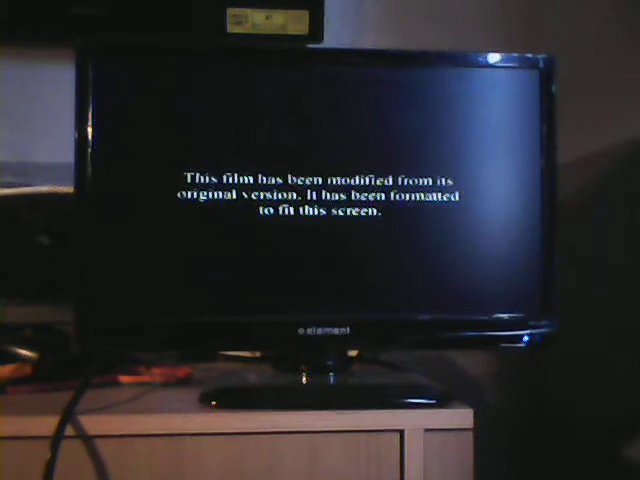 This film has been modified from its
original version. It has been formatted
to fit this screen.
element